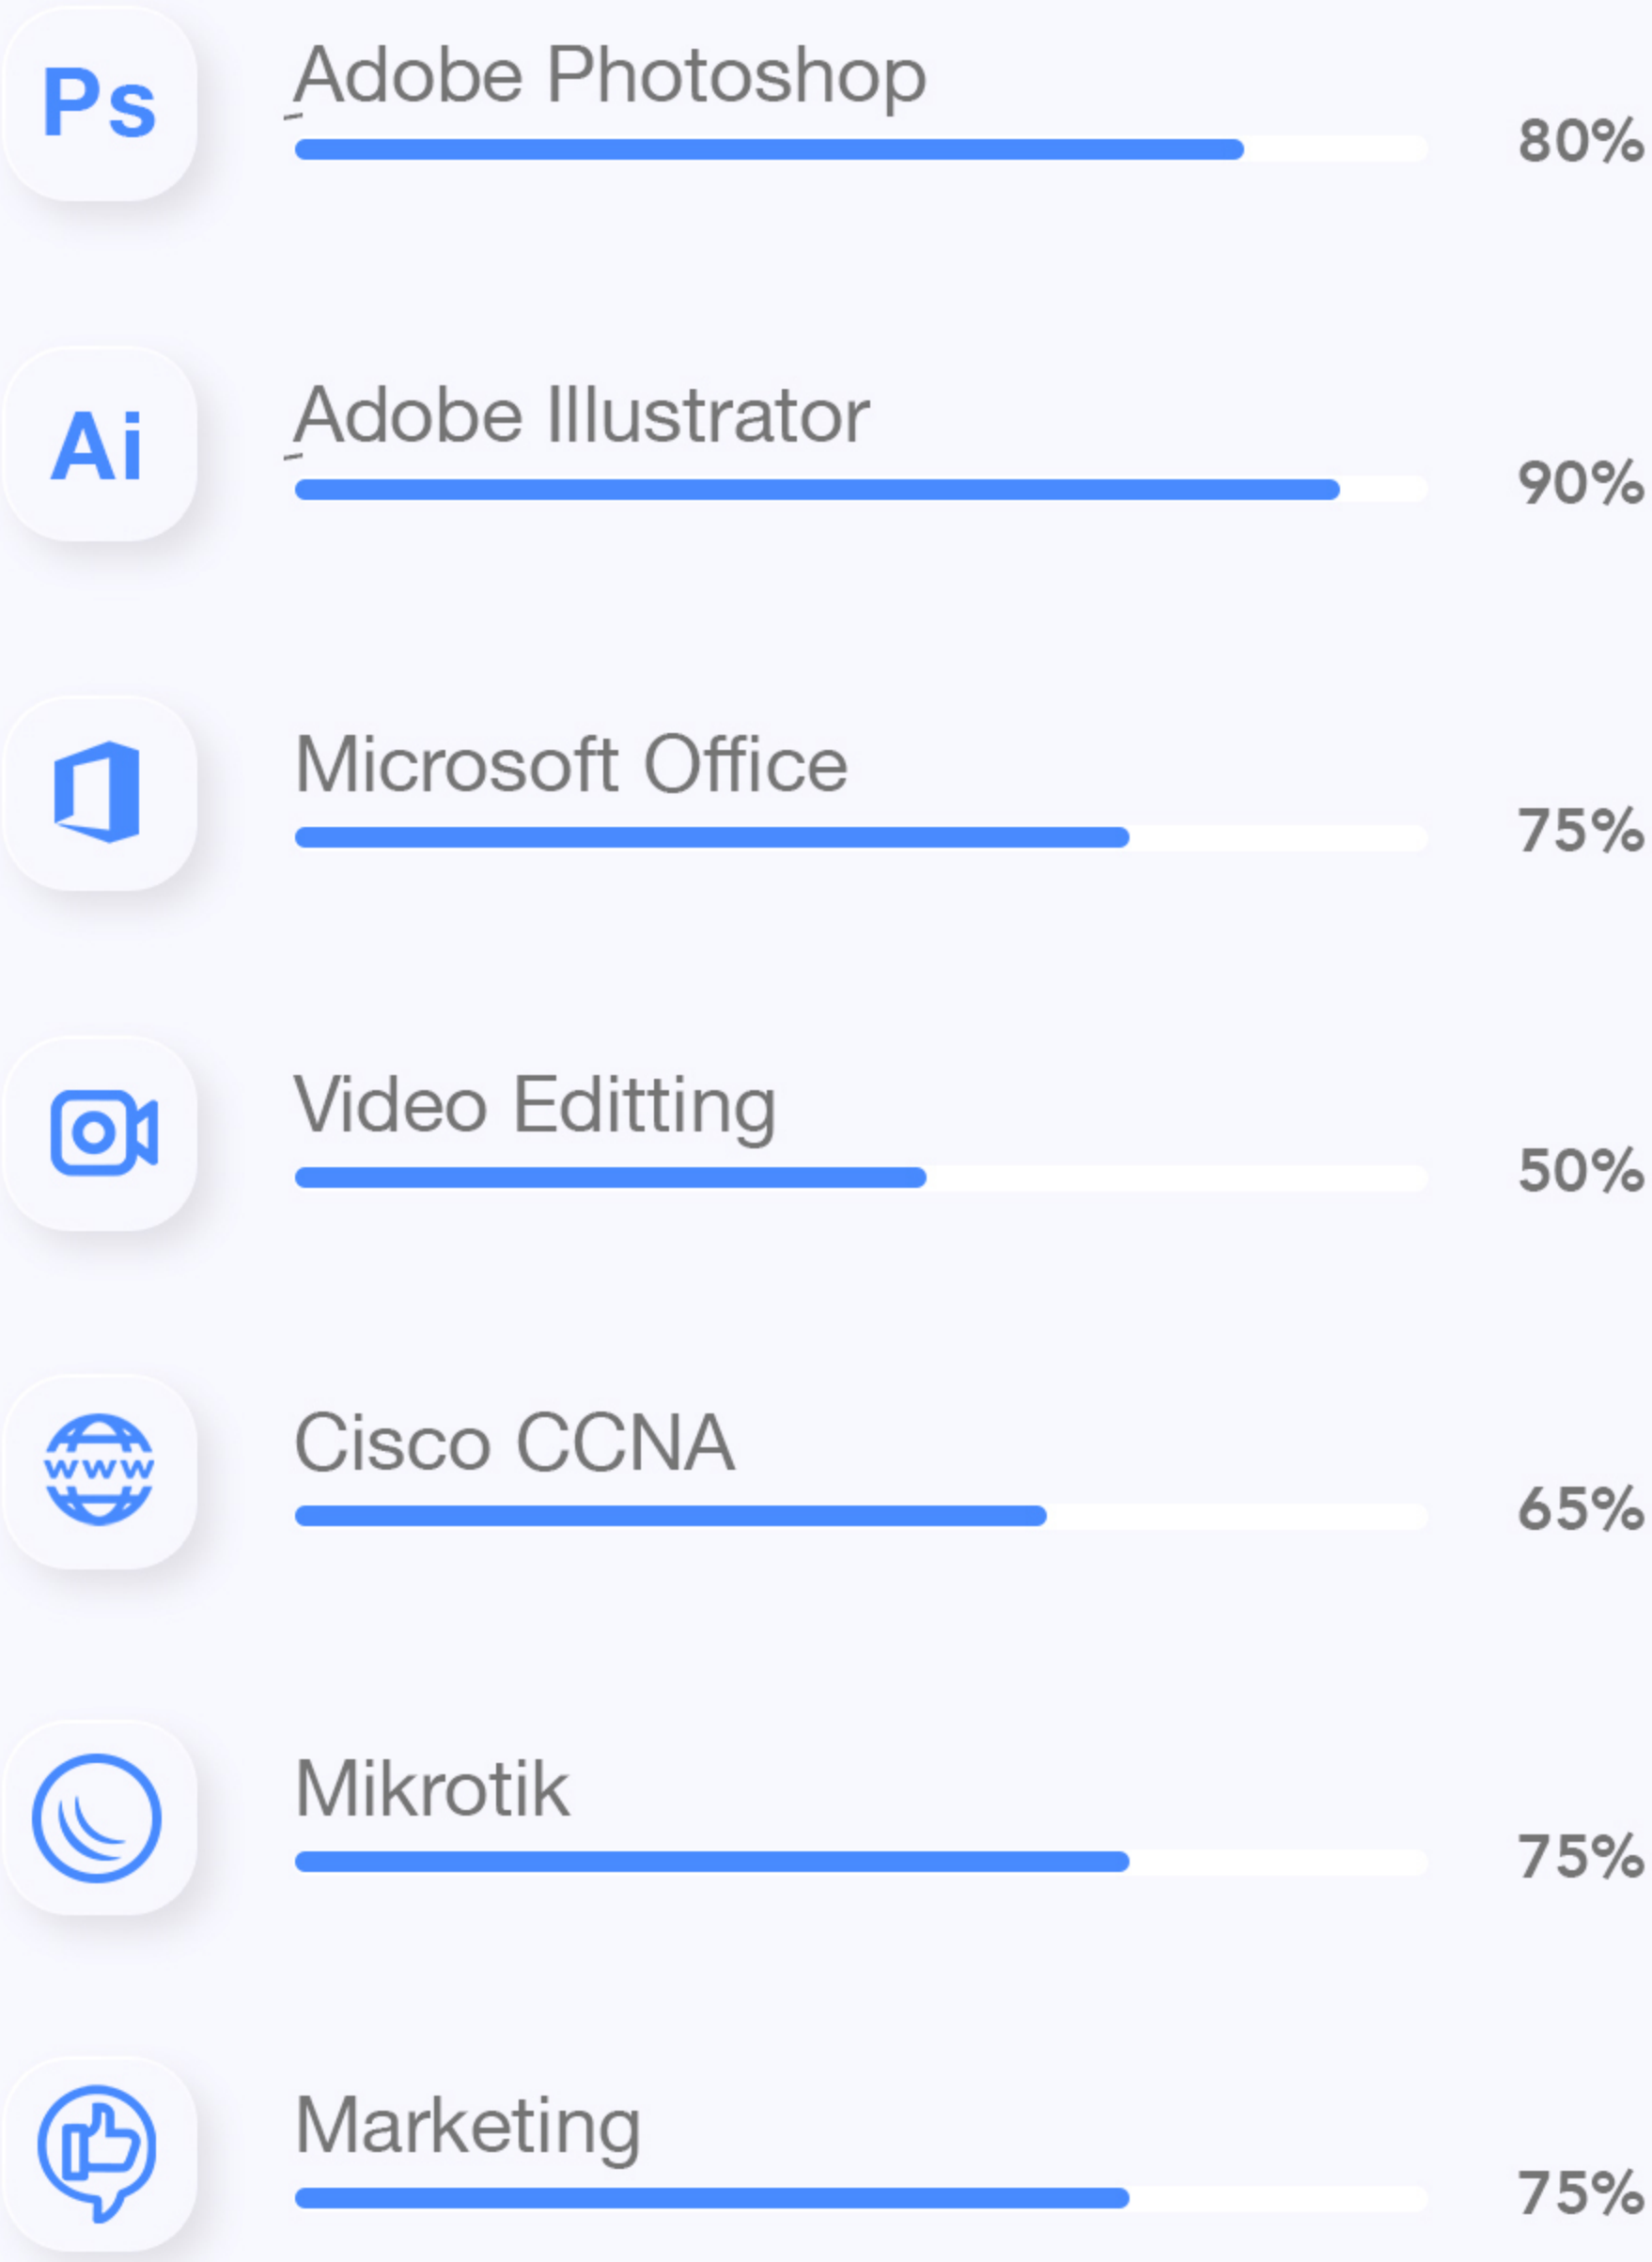 Ps
Adobe Photoshop
80%
Ai
Adobe Illustrator
90%
Microsoft Office
75%
Video Editting
50%
www
Cisco CCNA
65%
Mikrotik
75%
Marketing
75%